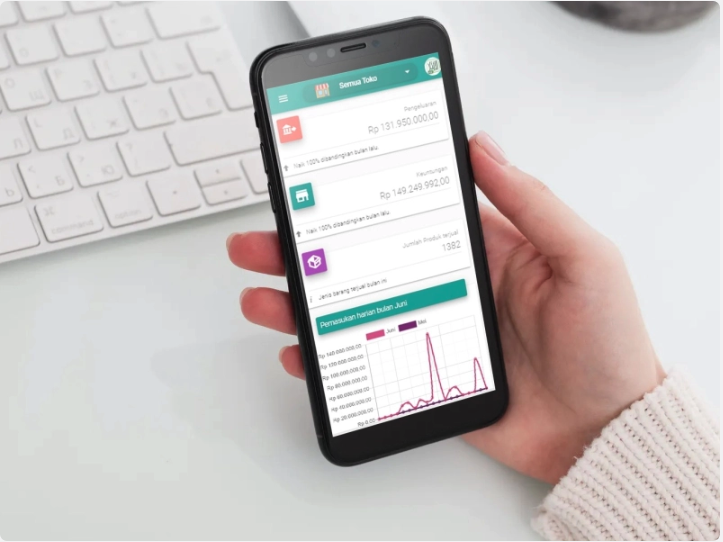 Semua Toko
Pengeluaran
Rp 131.950.000,00
Naik 100% dibandingkan bulan lalu
Keuntungan
Rp 149.249.992,00
Naik 100% dibandingkan bulan lalu
Jumlah Produk terjual
1382
Jenis barang terjual bulan ini
Pemasukan harian bulan Juni
Juni Mei
Rp 140.000.000,00
Rp 120.000.000,00
Rp 100.000.000,00
Rp 80.000.000,00
Rp 60.000.000,00
Rp 40.000.000,00
Rp 20.000.000,00
Rp 0,00
command option